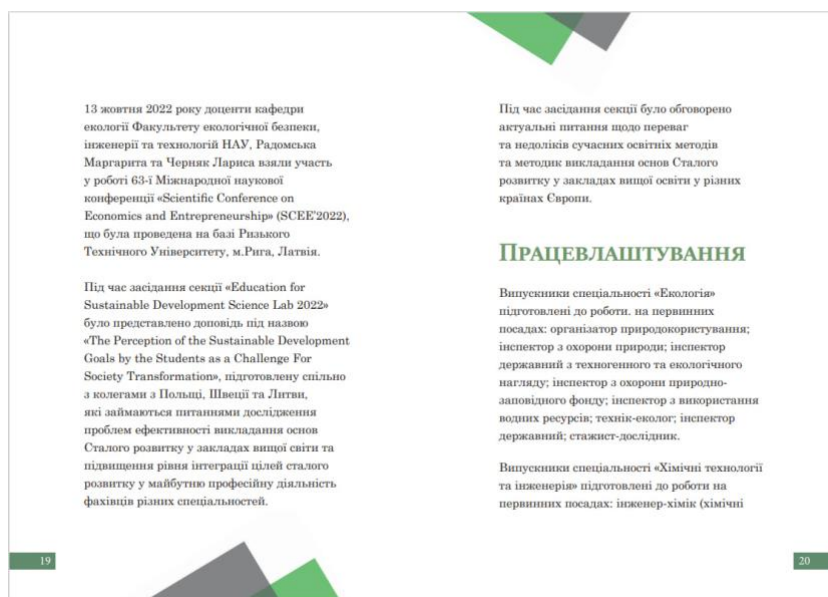 13 жовтня 2022 року доценти кафедри
екології Факультету екологічної безпеки,
інженерії та технологій НАУ, Радомська
Маргарита та Черняк Лариса взяли участь
у роботі 63-ї Міжнародної наукової
конференції «Scientific Conference on
Economics and Entrepreneurship» (SCEE'2022),
що була проведена на базі Ризького
Технічного Університету, м.Рига, Латвія.
Під час засідання секції «Education for
Sustainable Development Science Lab 2022»
було представлено доповідь під назвою
«The Perception of the Sustainable Development
Goals by the Students as a Challenge For
Society Transformation», підготовлену спільно
з колегами з Польщі, Швеції та Литви,
які займаються питаннями дослідження
проблем ефективності викладання основ
Сталого розвитку у закладах вищої світи та
підвищення рівня інтеграції цілей сталого
розвитку у майбутню професійну діяльність
фахівців різних спеціальностей.
19
Під час засідання секції було обговорено
актуальні питання щодо переваг
та недоліків сучасних освітніх методів
та методик викладання основ Сталого
розвитку у закладах вищої освіти у різних
країнах Європи.
Працевлаштування
Випускники спеціальності «Екологія»
підготовлені до роботи. на первинних
посадах: організатор природокористування;
інспектор з охорони природи; інспектор
державний з техногенного та екологічного
нагляду; інспектор з охорони природно-
заповідного фонду; інспектор з використання
водних ресурсів; технік-еколог; інспектор
державний; стажист-дослідник.
Випускники спеціальності «Хімічні технології
та інженерія» підготовлені до роботи на
первинних посадах: інженер-хімік (хімічні
20